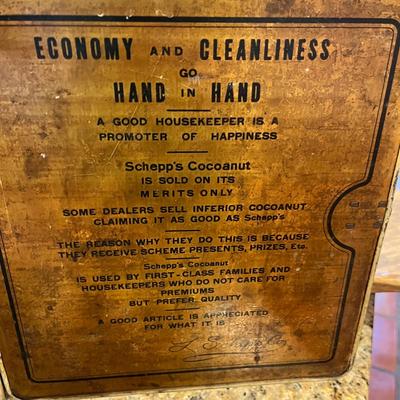 ECONOMY AND CLEANLINESS
GO
HAND IN HAND
A GOOD HOUSEKEEPER IS A
PROMOTER OF HAPPINESS
Schepp's Cocoanut
IS SOLD ON ITS
MERITS ONLY
SOME DEALERS SELL INFERIOR COCOANUT
CLAIMING IT AS GOOD AS Schepp's
THE REASON WHY THEY DO THIS IS BECAUSE
THEY RECEIVE SCHEME PRESENTS, PRIZES, Etc.
Schepp's Cocoanut
IS USED BY FIRST-CLASS FAMILIES AND
HOUSEKEEPERS WHO DO NOT CARE FOR
PREMIUMS
BUT PREFER QUALITY
A GOOD ARTICLE IS APPRECIATED
FOR WHAT IT IS